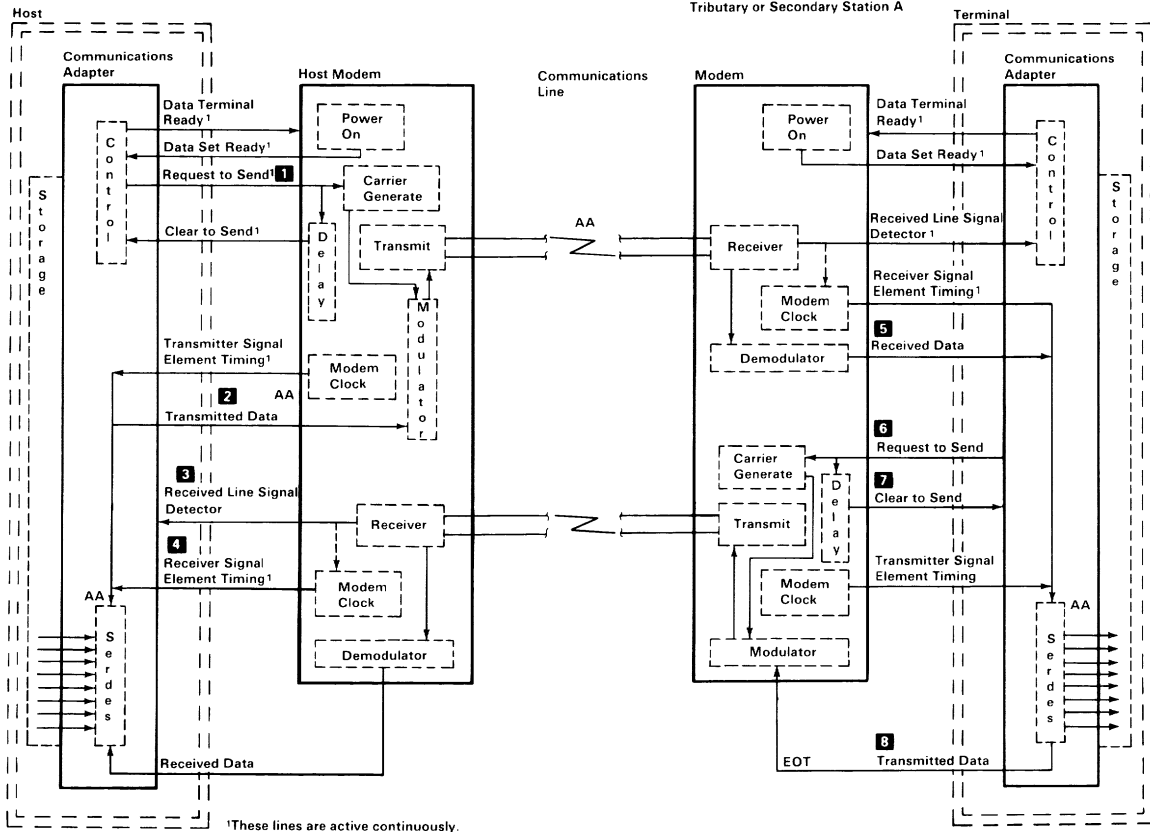 Tributary or Secondary Station A
Host
Communications
Adapter
Control
Storage
Serdes
AA
Data Terminal
Ready¹
Data Set Ready¹
Request to Send¹ 1
Clear to Send¹
Transmitter Signal
Element Timing¹
2
Transmitted Data
3
Received Line Signal
Detector
4
Receiver Signal
Element Timing¹
Received Data
Host Modem
Power
On
Carrier
Generate
Delay
Transmit
Modulator
Modem
Clock
AA
Receiver
Modem
Clock
Demodulator
Communications
Line
AA
Modem
Power
On
Receiver
Modem
Clock
Demodulator
Carrier
Generate
Delay
Transmit
Modem
Clock
Modulator
Data Terminal
Ready¹
Data Set Ready¹
Received Line Signal
Detector¹
Receiver Signal
Element Timing¹
5
Received Data
6
Request to Send
7
Clear to Send
Transmitter Signal
Element Timing
8
EOT Transmitted Data
Terminal
Communications
Adapter
Control
Storage
AA
Serdes
¹These lines are active continuously.